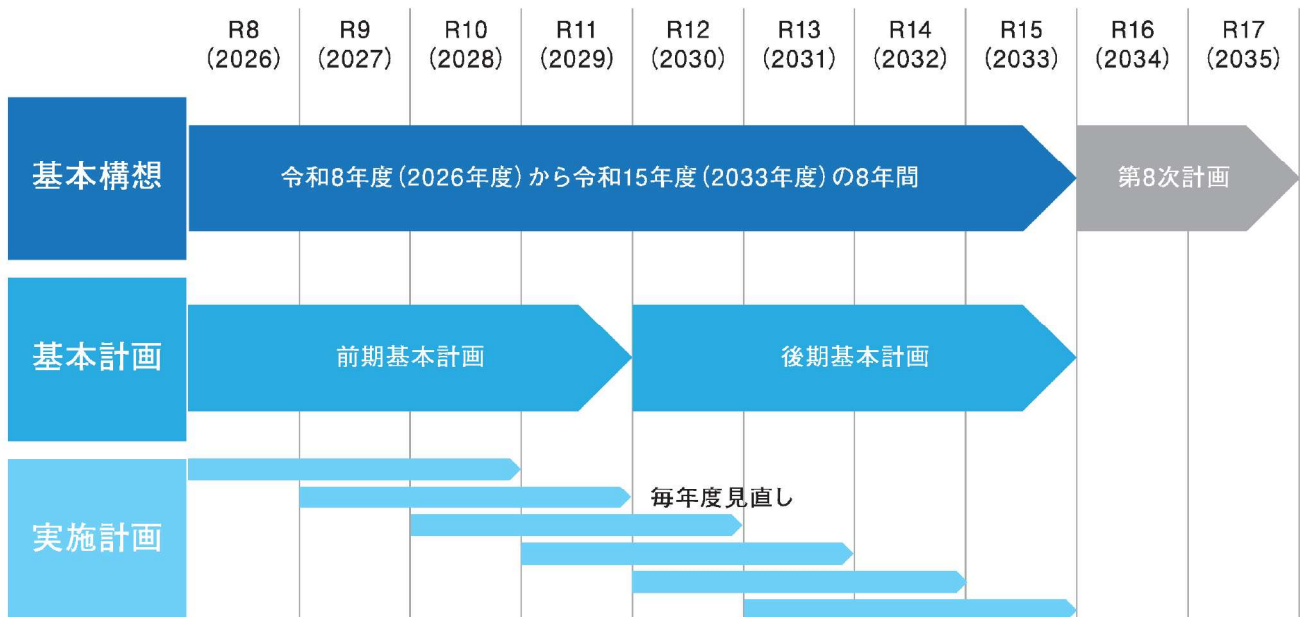 R8 R9 R10 R11 R12 R13 R14 R15 R16 R17
(2026) (2027) (2028) (2029) (2030) (2031) (2032) (2033) (2034) (2035)
基本構想
令和8年度(2026年度)から令和15年度(2033年度)の8年間
第8次計画
基本計画
前期基本計画
後期基本計画
実施計画
毎年度見直し